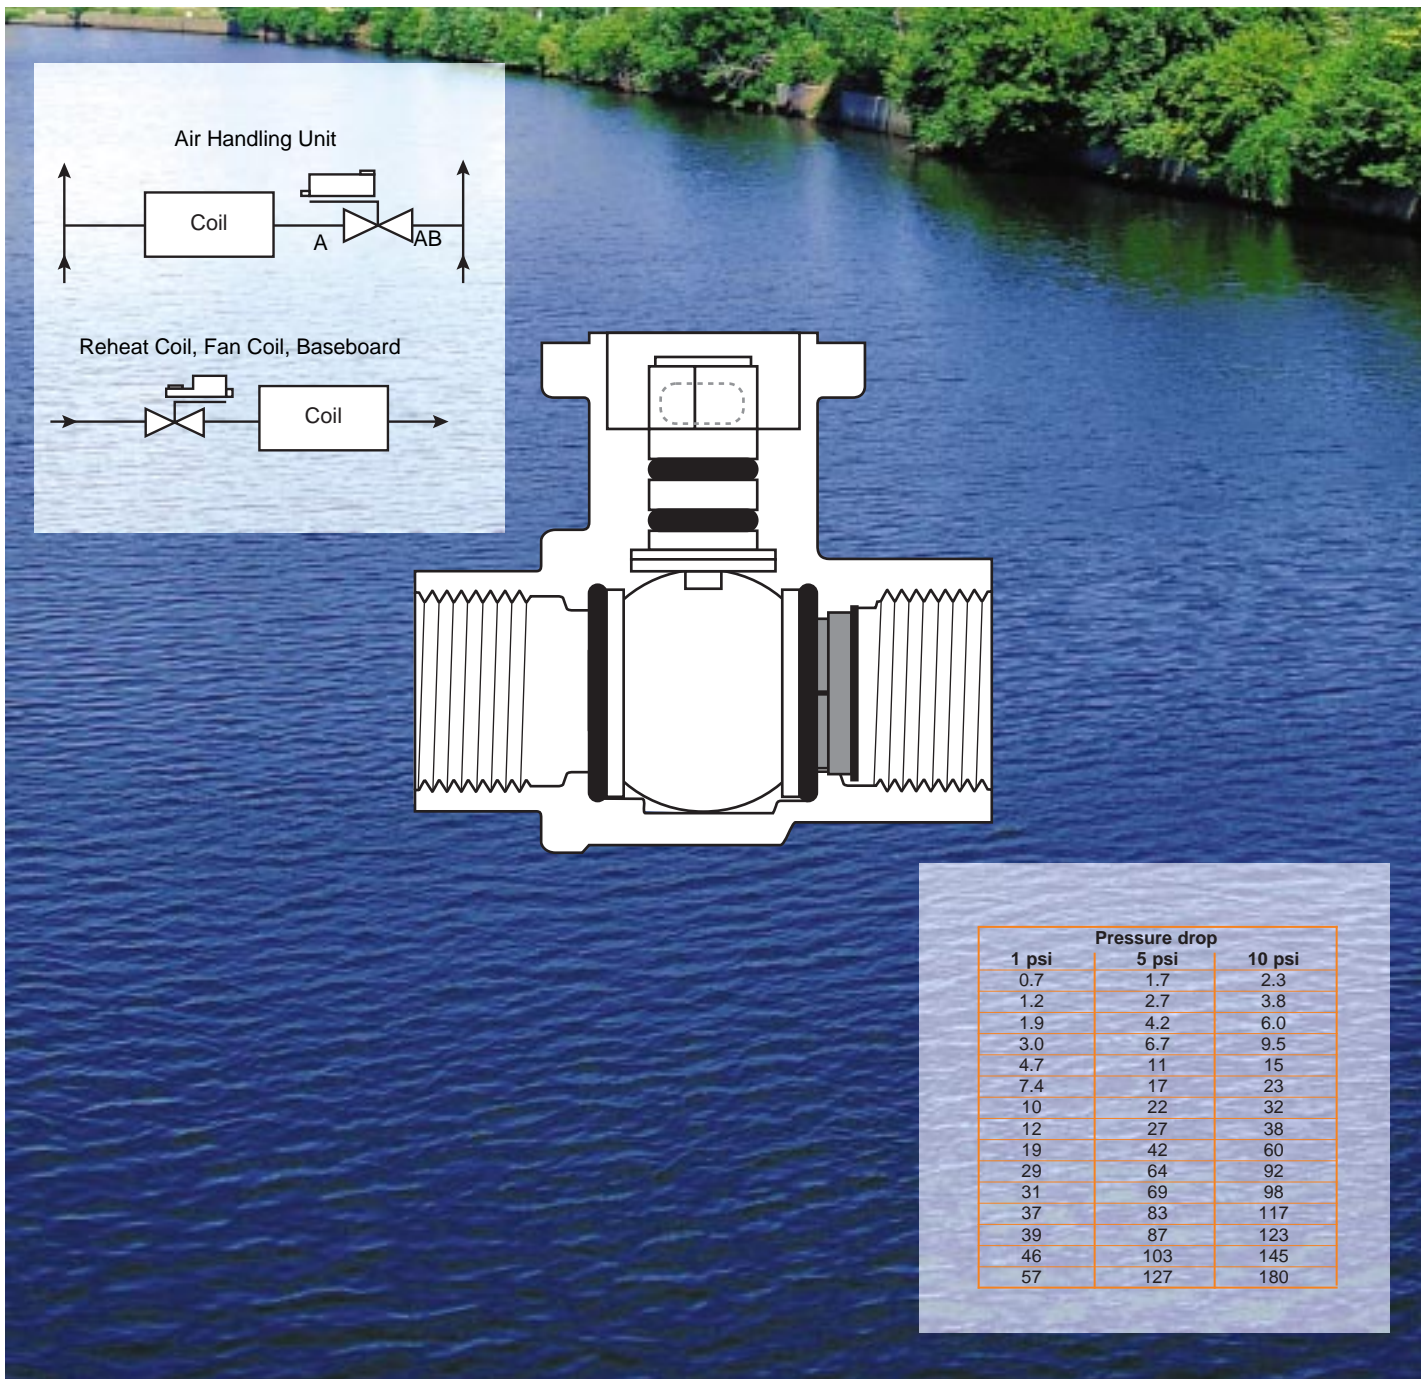 Air Handling Unit
Coil
A
AB
Reheat Coil, Fan Coil, Baseboard
Coil
Pressure drop
1 psi 5 psi 10 psi
0.7 1.7 2.3
1.2 2.7 3.8
1.9 4.2 6.0
3.0 6.7 9.5
4.7 11 15
7.4 17 23
10 22 32
12 27 38
19 42 60
29 64 92
31 69 98
37 83 117
39 87 123
46 103 145
57 127 180